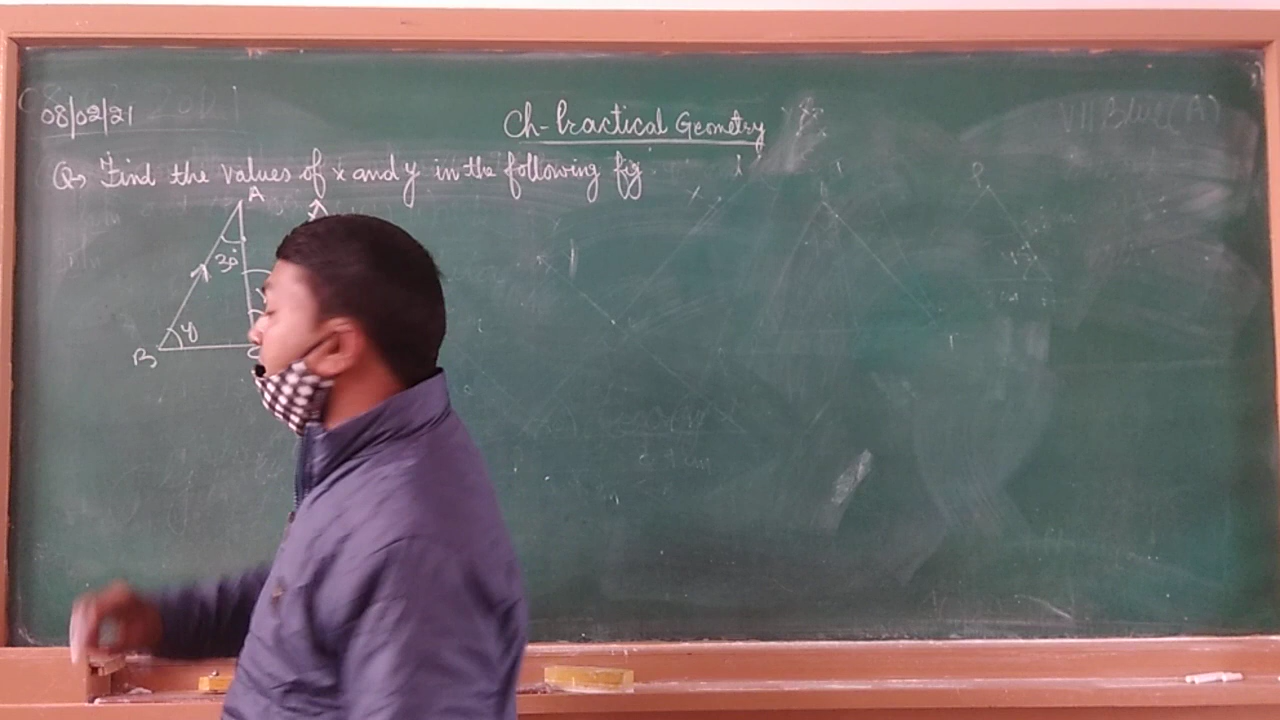 08/02/21
Ch- Practical Geometry
Q→ Find the values of x and y in the following fig
A
30°
y
B